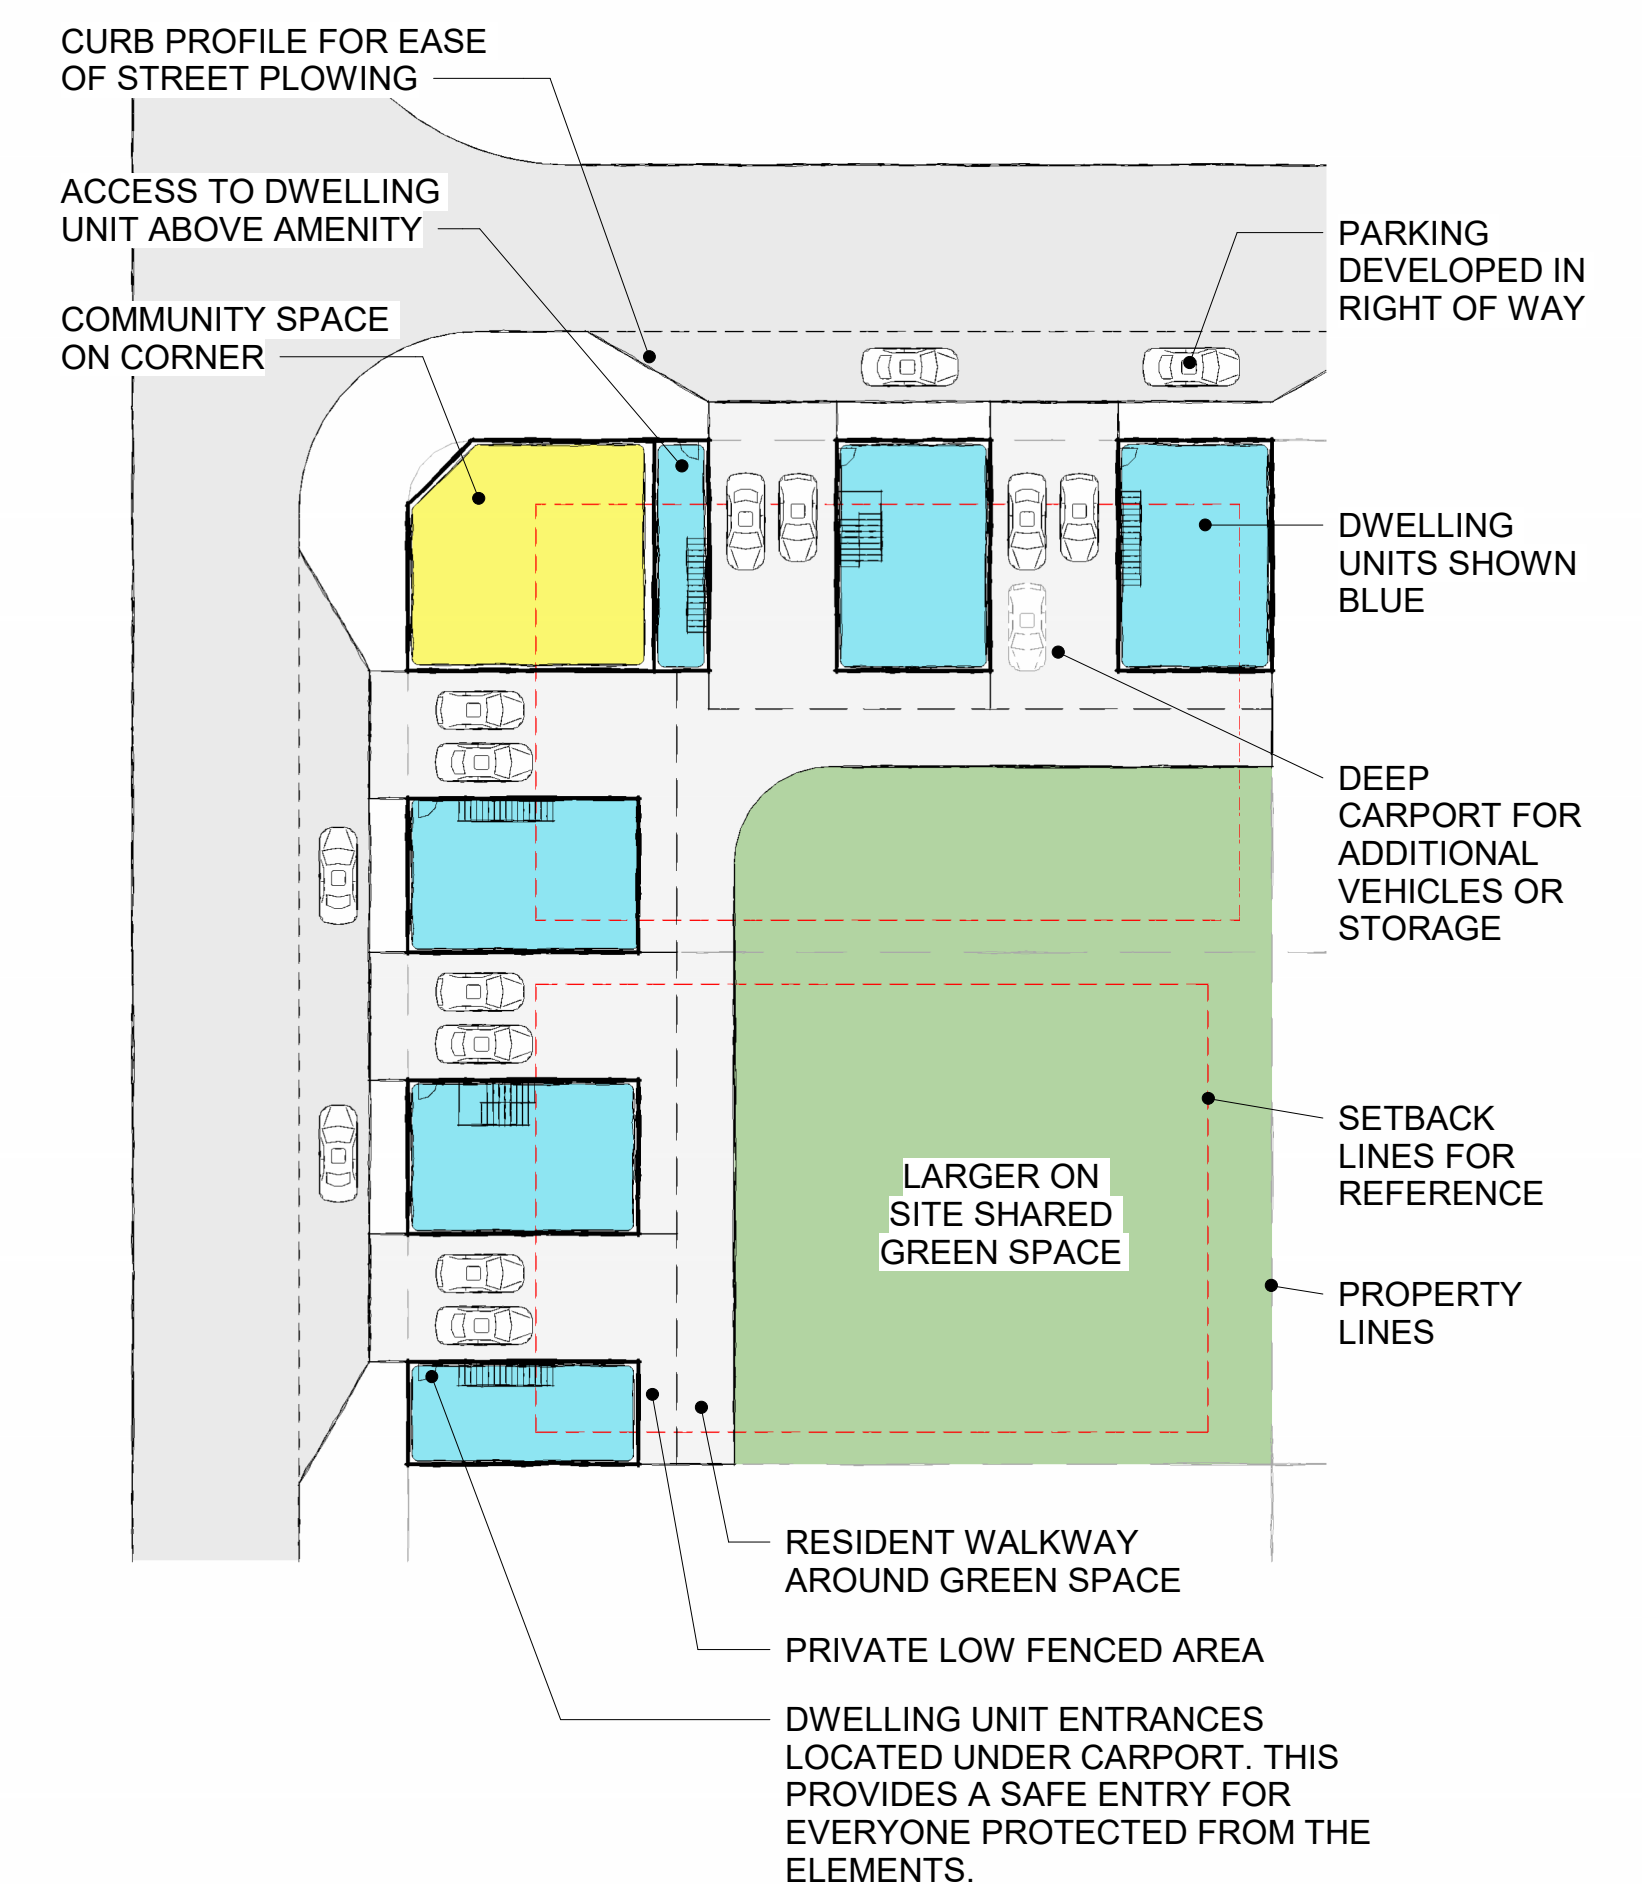 CURB PROFILE FOR EASE
OF STREET PLOWING
ACCESS TO DWELLING
UNIT ABOVE AMENITY
COMMUNITY SPACE
ON CORNER
PARKING
DEVELOPED IN
RIGHT OF WAY
DWELLING
UNITS SHOWN
BLUE
DEEP
CARPORT FOR
ADDITIONAL
VEHICLES OR
STORAGE
SETBACK
LINES FOR
REFERENCE
LARGER ON
SITE SHARED
GREEN SPACE
PROPERTY
LINES
RESIDENT WALKWAY
AROUND GREEN SPACE
PRIVATE LOW FENCED AREA
DWELLING UNIT ENTRANCES
LOCATED UNDER CARPORT. THIS
PROVIDES A SAFE ENTRY FOR
EVERYONE PROTECTED FROM THE
ELEMENTS.